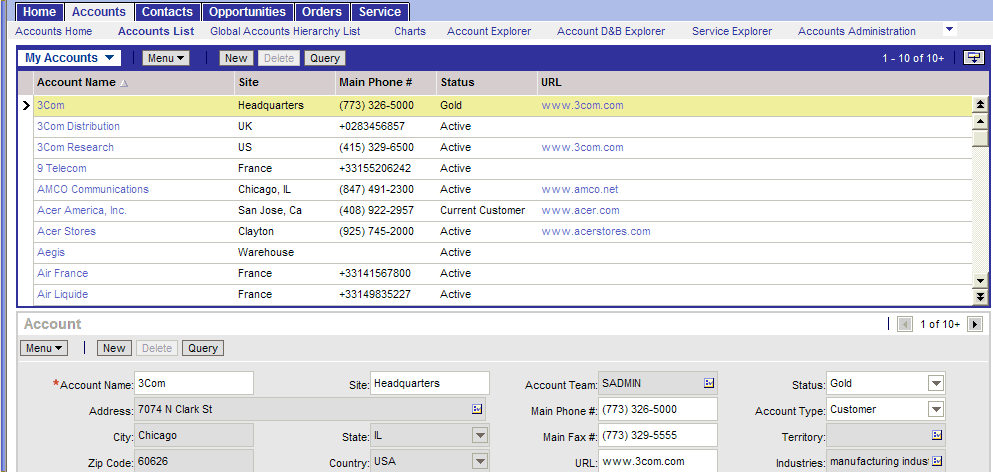 Home Accounts Contacts Opportunities Orders Service
Accounts Home Accounts List Global Accounts Hierarchy List Charts Account Explorer Account D&B Explorer Service Explorer Accounts Administration
My Accounts Menu New Delete Query 1 - 10 of 10+
Account Name Site Main Phone # Status URL
3Com Headquarters (773) 326-5000 Gold www.3com.com
3Com Distribution UK +0283456857 Active
3Com Research US (415) 329-6500 Active www.3com.com
9 Telecom France +33155206242 Active
AMCO Communications Chicago, IL (847) 491-2300 Active www.amco.net
Acer America, Inc. San Jose, Ca (408) 922-2957 Current Customer www.acer.com
Acer Stores Clayton (925) 745-2000 Active www.acerstores.com
Aegis Warehouse Active
Air France France +33141567800 Active
Air Liquide France +33149835227 Active
Account 1 of 10+
Menu New Delete Query
*Account Name: 3Com Site: Headquarters Account Team: SADMIN Status: Gold
Address: 7074 N Clark St Main Phone #: (773) 326-5000 Account Type: Customer
City: Chicago State: IL Main Fax #: (773) 329-5555 Territory:
Zip Code: 60626 Country: USA URL: www.3com.com Industries: manufacturing indus